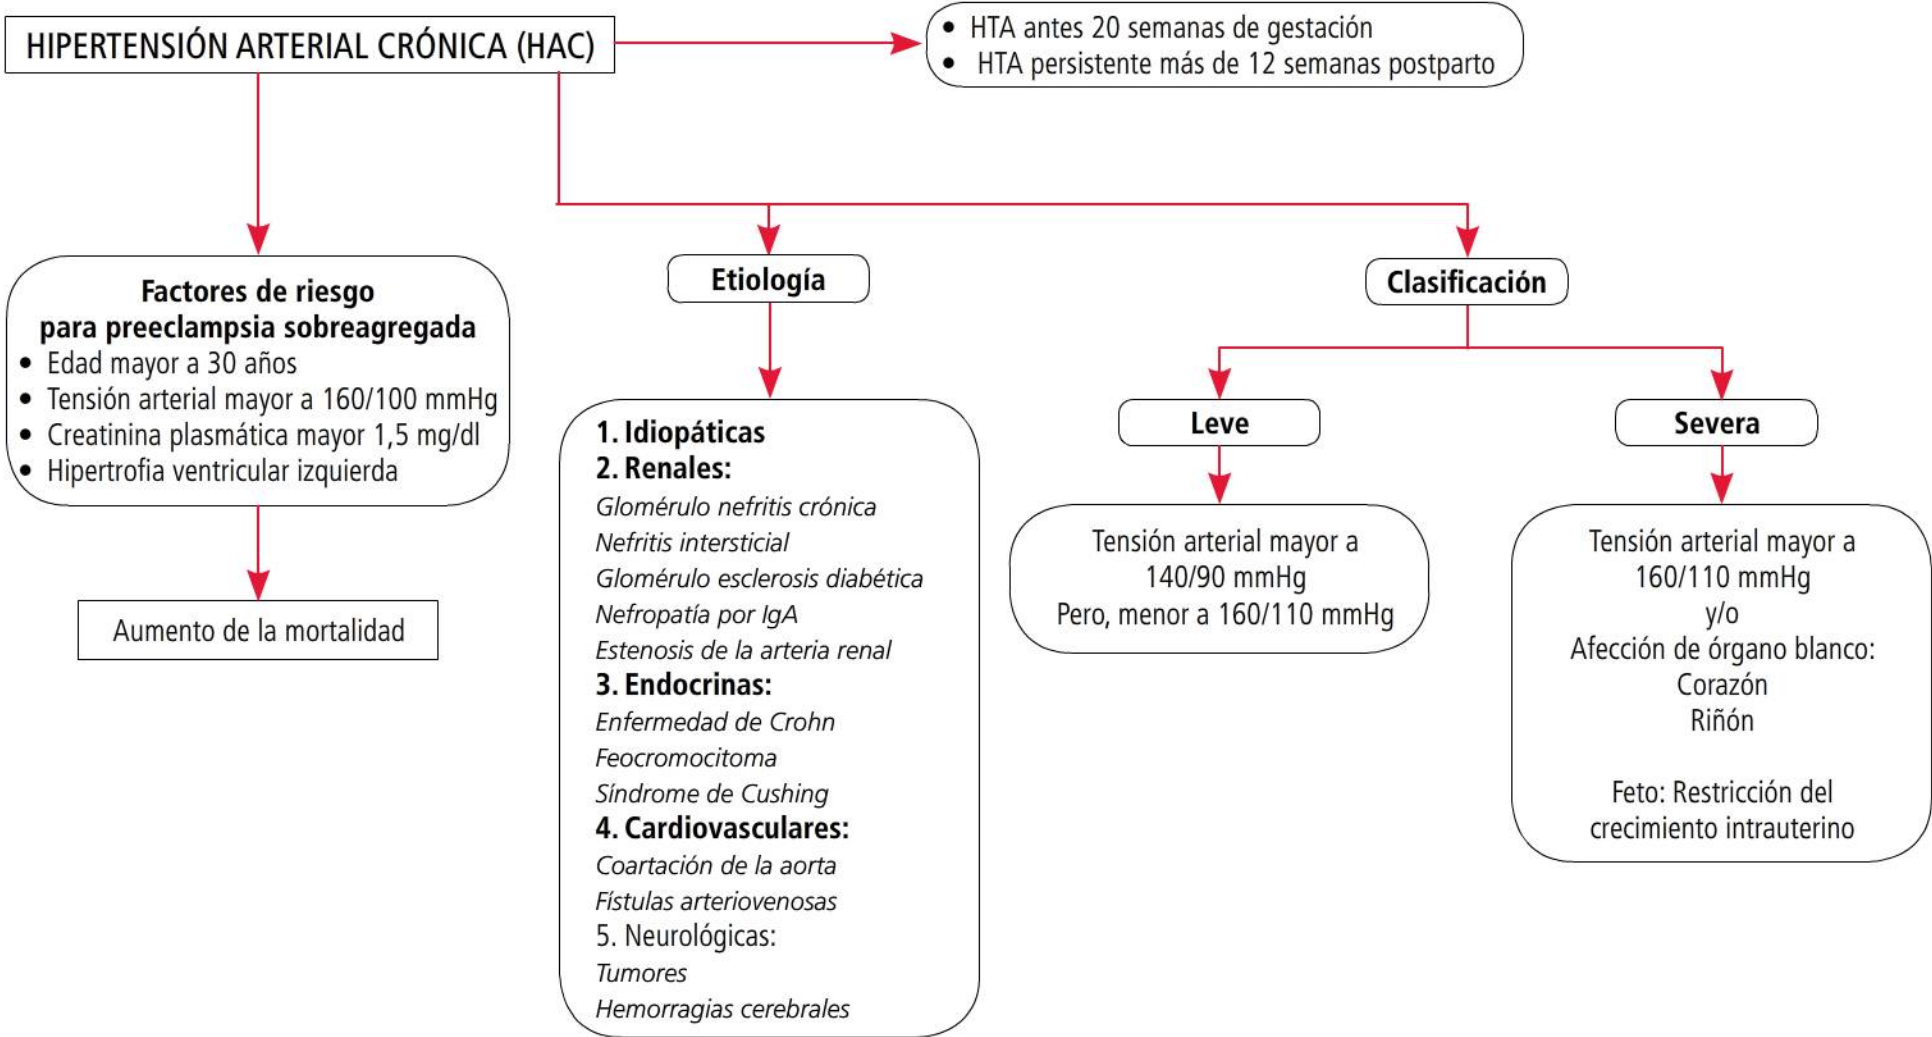 HIPERTENSIÓN ARTERIAL CRÓNICA (HAC)
• HTA antes 20 semanas de gestación
• HTA persistente más de 12 semanas postparto
Factores de riesgo
para preeclampsia sobreagregada
• Edad mayor a 30 años
• Tensión arterial mayor a 160/100 mmHg
• Creatinina plasmática mayor 1,5 mg/dl
• Hipertrofia ventricular izquierda
Aumento de la mortalidad
Etiología
1. Idiopáticas
2. Renales:
Glomérulo nefritis crónica
Nefritis intersticial
Glomérulo esclerosis diabética
Nefropatía por IgA
Estenosis de la arteria renal
3. Endocrinas:
Enfermedad de Crohn
Feocromocitoma
Síndrome de Cushing
4. Cardiovasculares:
Coartación de la aorta
Fístulas arteriovenosas
5. Neurológicas:
Tumores
Hemorragias cerebrales
Clasificación
Leve
Tensión arterial mayor a
140/90 mmHg
Pero, menor a 160/110 mmHg
Severa
Tensión arterial mayor a
160/110 mmHg
y/o
Afección de órgano blanco:
Corazón
Riñón
Feto: Restricción del
crecimiento intrauterino